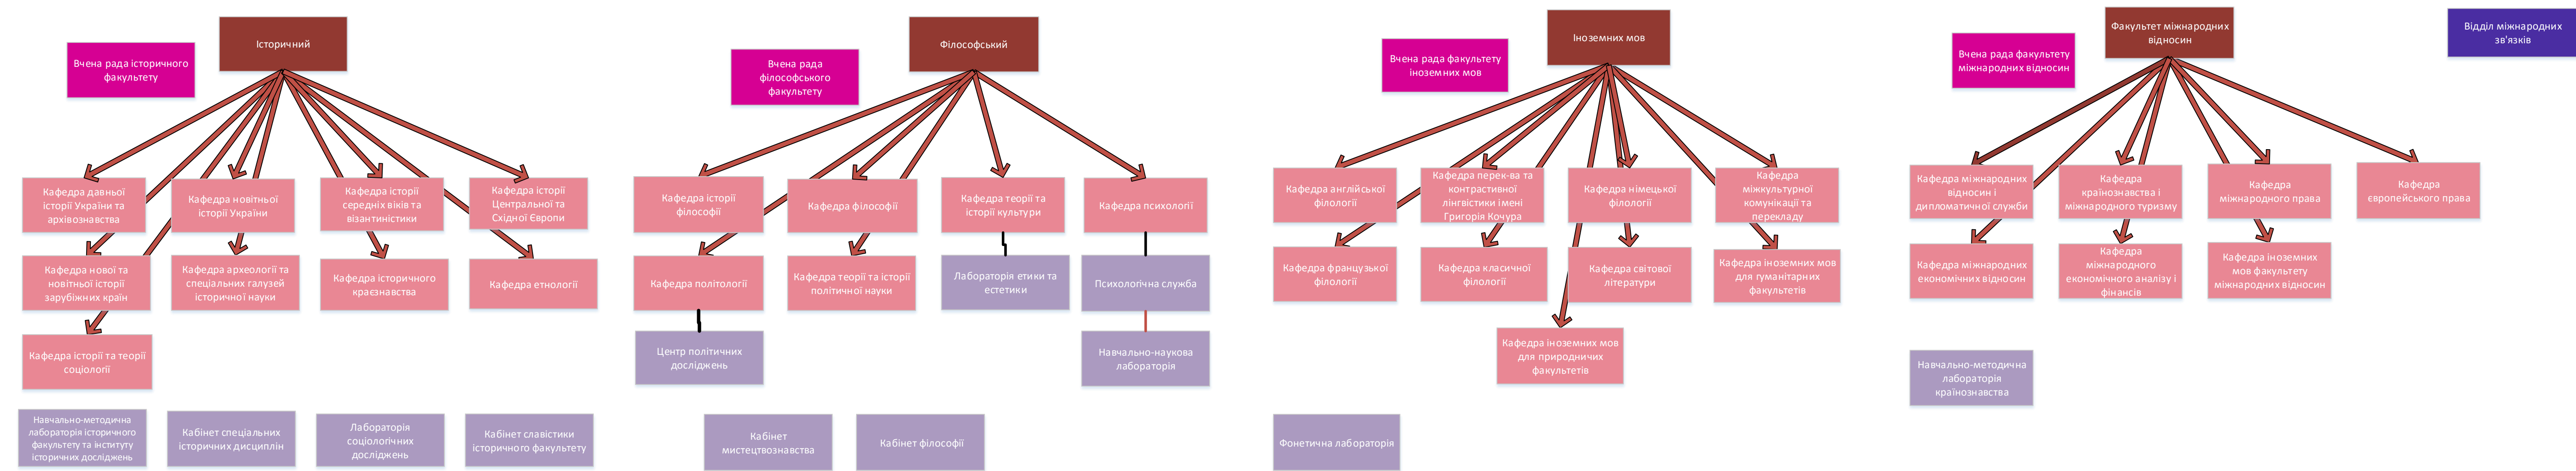 Історичний
Вчена рада історичного
факультету
Кафедра давньої
історії України та
архівознавства
Кафедра новітньої
історії України
Кафедра історії
середніх віків та
візантиністики
Кафедра історії
Центральної та
Східної Європи
Кафедра нової та
новітньої історії
зарубіжних країн
Кафедра археології та
спеціальних галузей
історичної науки
Кафедра історичного
краєзнавства
Кафедра етнології
Кафедра історії та теорії
соціології
Навчально-методична
лабораторія історичного
факультету та інституту
історичних досліджень
Кабінет спеціальних
історичних дисциплін
Лабораторія
соціологічних
досліджень
Кабінет славістики
історичного факультету
Філософський
Вчена рада
філософського
факультету
Кафедра історії
філософії
Кафедра філософії
Кафедра теорії та
історії культури
Кафедра психології
Кафедра політології
Кафедра теорії та історії
політичної науки
Лабораторія етики та
естетики
Психологічна служба
Центр політичних
досліджень
Навчально-наукова
лабораторія
Кабінет
мистецтвознавства
Кабінет філософії
Іноземних мов
Вчена рада факультету
іноземних мов
Кафедра англійської
філології
Кафедра перек-ва та
контрастивної
лінгвістики імені
Григорія Кочура
Кафедра німецької
філології
Кафедра
міжкультурної
комунікації та
перекладу
Кафедра французької
філології
Кафедра класичної
філології
Кафедра світової
літератури
Кафедра іноземних мов
для гуманітарних
факультетів
Кафедра іноземних мов
для природничих
факультетів
Фонетична лабораторія
Факультет міжнародних
відносин
Вчена рада факультету
міжнародних відносин
Кафедра міжнародних
відносин і
дипломатичної служби
Кафедра
країнознавства і
міжнародного туризму
Кафедра
міжнародного права
Кафедра
європейського права
Кафедра міжнародних
економічних відносин
Кафедра
міжнародного
економічного аналізу і
фінансів
Кафедра іноземних
мов факультету
міжнародних відносин
Навчально-методична
лабораторія
країнознавства
Відділ міжнародних
зв'язків